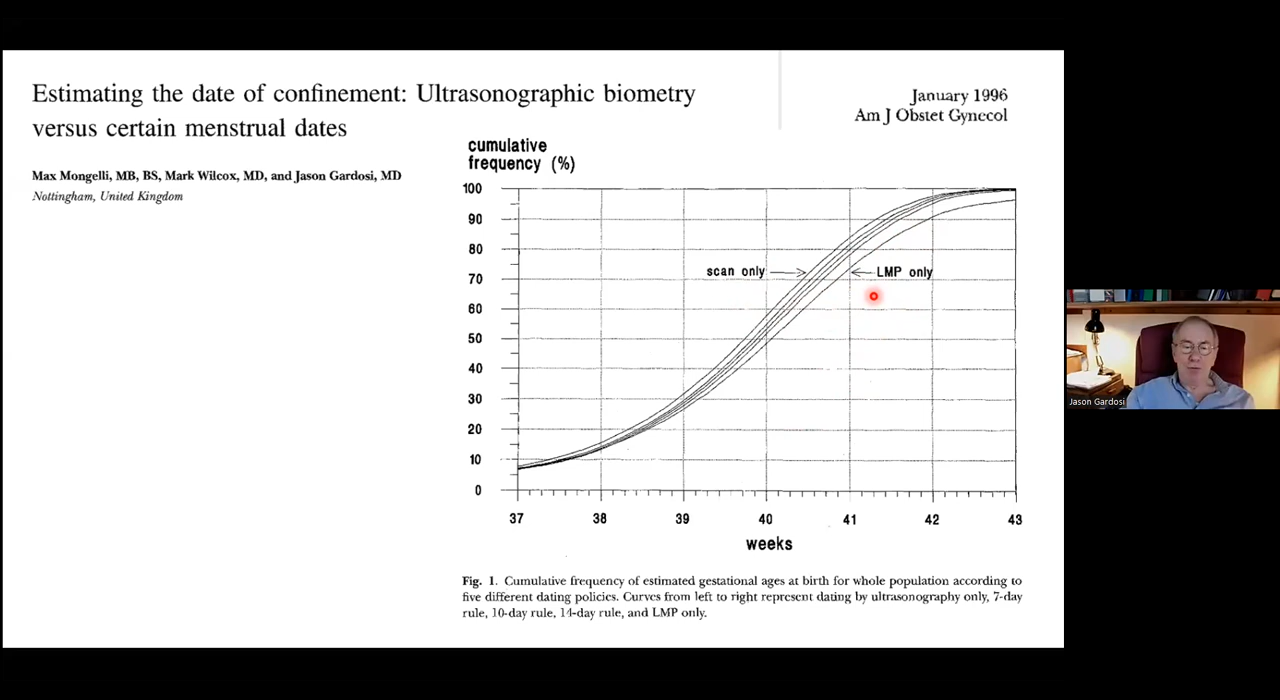 Estimating the date of confinement: Ultrasonographic biometry
versus certain menstrual dates
January 1996
Am J Obstet Gynecol
Max Mongelli, MB, BS, Mark Wilcox, MD, and Jason Gardosi, MD
Nottingham, United Kingdom
cumulative
frequency (%)
100
90
80
70
60
50
40
30
20
10
0
scan only
LMP only
37 38 39 40 41 42 43
weeks
Fig. 1. Cumulative frequency of estimated gestational ages at birth for whole population according to
five different dating policies. Curves from left to right represent dating by ultrasonography only, 7-day
rule, 10-day rule, 14-day rule, and LMP only.
Jason Gardosi